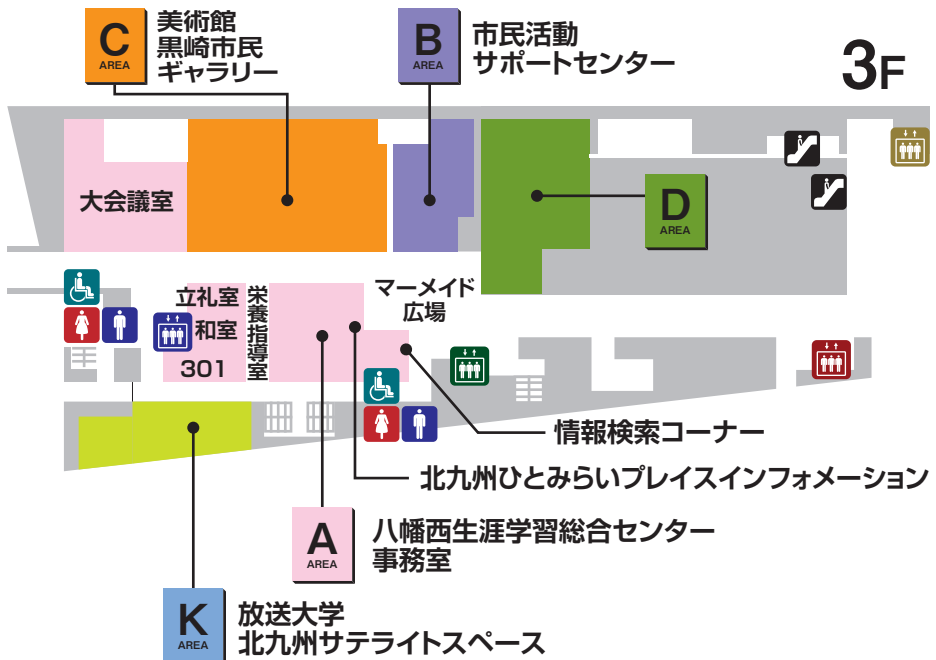 C
AREA
美術館
黒崎市民
ギャラリー
B
AREA
市民活動
サポートセンター
3F
大会議室
D
AREA
立礼室
和室
301
栄養指導室
マーメイド
広場
情報検索コーナー
北九州ひとみらいプレイスインフォメーション
A
AREA
八幡西生涯学習総合センター
事務室
K
AREA
放送大学
北九州サテライトスペース